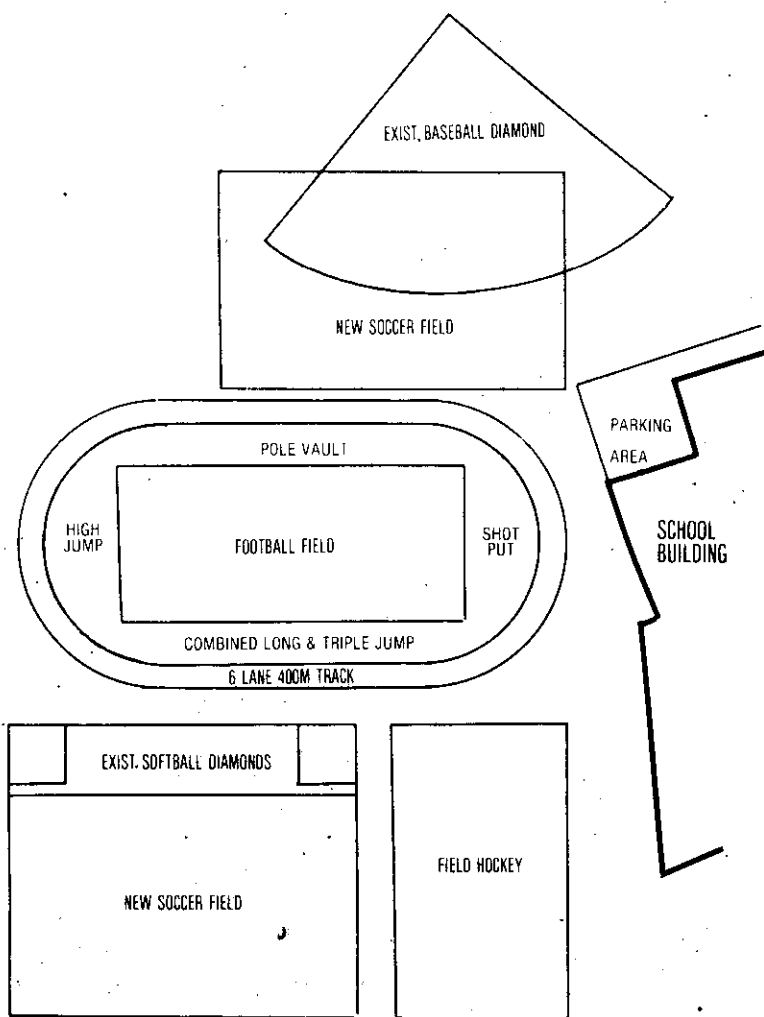 EXIST. BASEBALL DIAMOND
NEW SOCCER FIELD
PARKING
AREA
POLE VAULT
HIGH
JUMP
FOOTBALL FIELD
SHOT
PUT
SCHOOL
BUILDING
COMBINED LONG & TRIPLE JUMP
6 LANE 400M TRACK
EXIST. SOFTBALL DIAMONDS
FIELD HOCKEY
NEW SOCCER FIELD